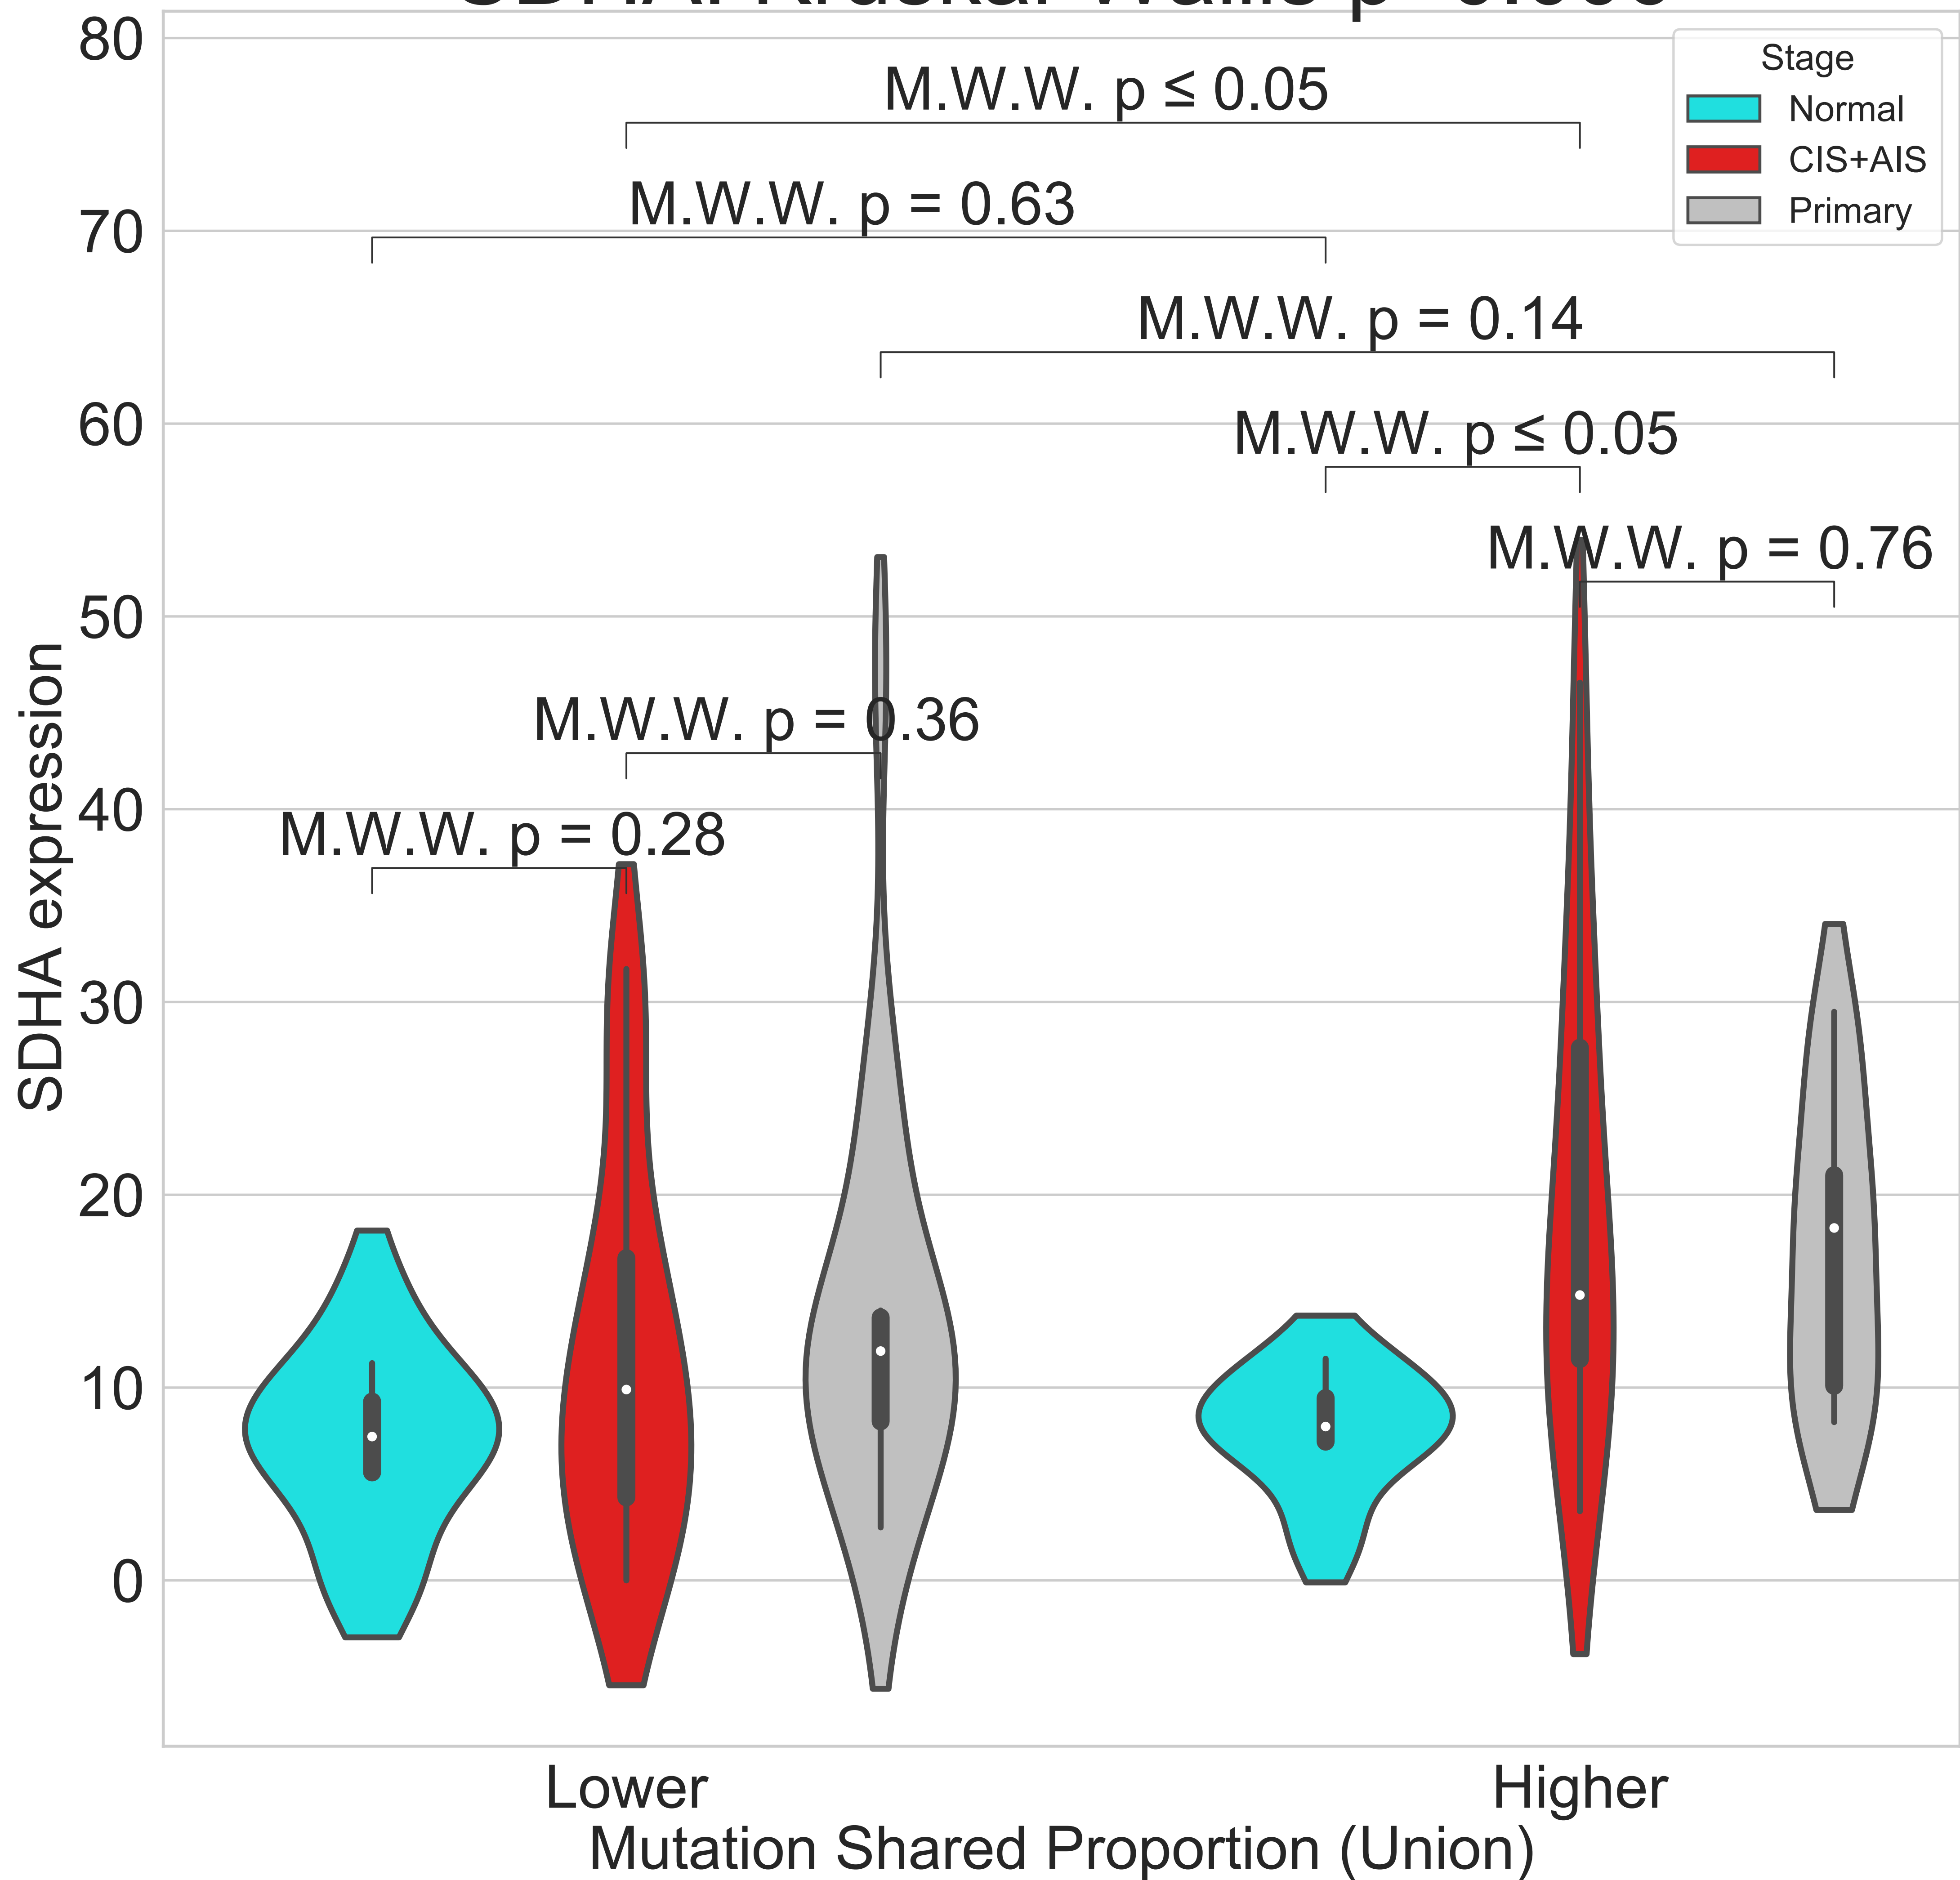 80
M.W.W. p ≤ 0.05
Stage
Normal
CIS+AIS
Primary
M.W.W. p = 0.63
70
M.W.W. p = 0.14
60
M.W.W. p ≤ 0.05
M.W.W. p = 0.76
50
SDHA expression
M.W.W. p = 0.36
40
M.W.W. p = 0.28
30
20
10
0
Lower
Higher
Mutation Shared Proportion (Union)